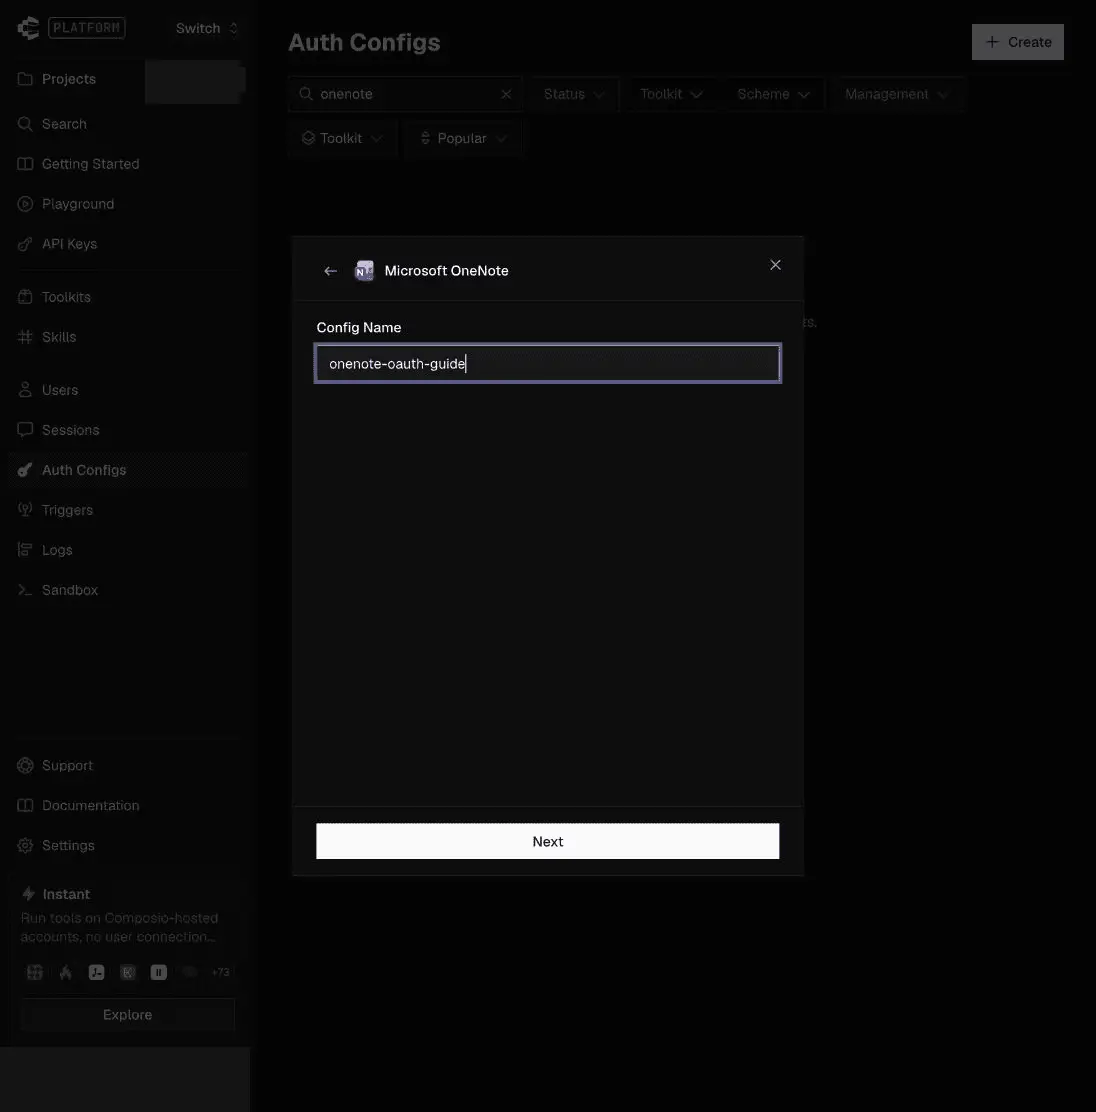 PLATFORM
Switch
Projects
Search
Getting Started
Playground
API Keys
Toolkits
Skills
Users
Sessions
Auth Configs
Triggers
Logs
Sandbox
Support
Documentation
Settings
Instant
Run tools on Composio-hosted
accounts, no user connection...
+73
Explore
Auth Configs
Create
onenote
Status
Toolkit
Scheme
Management
Toolkit
Popular
Microsoft OneNote
Config Name
onenote-oauth-guide
Next